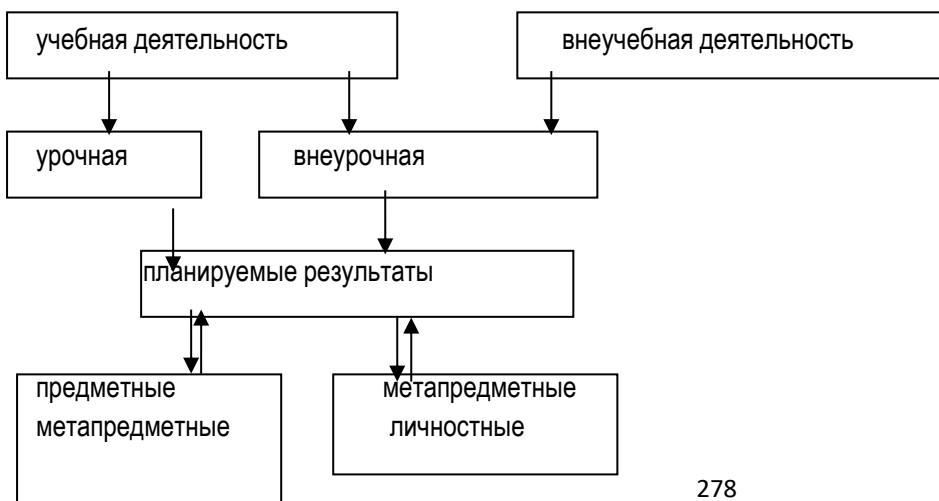 учебная деятельность
внеучебная деятельность
урочная
внеурочная
планируемые результаты
предметные
метапредметные
метапредметные
личностные
278